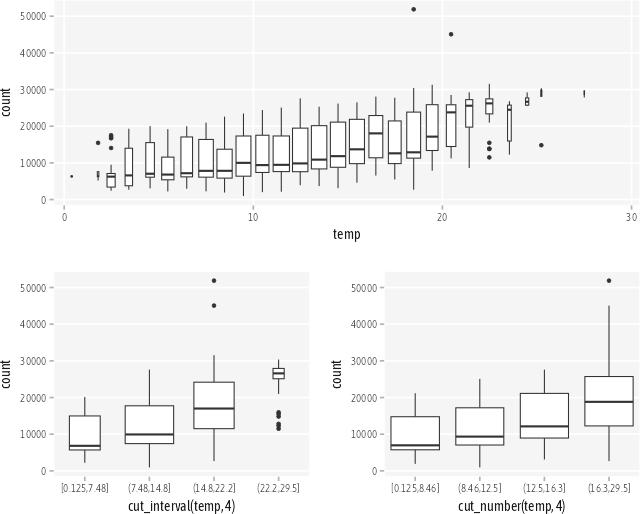 50000
40000
30000
20000
10000
0
count
0 10 20 30
temp
50000
40000
30000
20000
10000
0
count
[0.125,7.48] (7.48,14.8] (14.8,22.2] (22.2,29.5]
cut_interval(temp, 4)
50000
40000
30000
20000
10000
0
count
[0.125,8.46] (8.46,12.5] (12.5,16.3] (16.3,29.5]
cut_number(temp, 4)